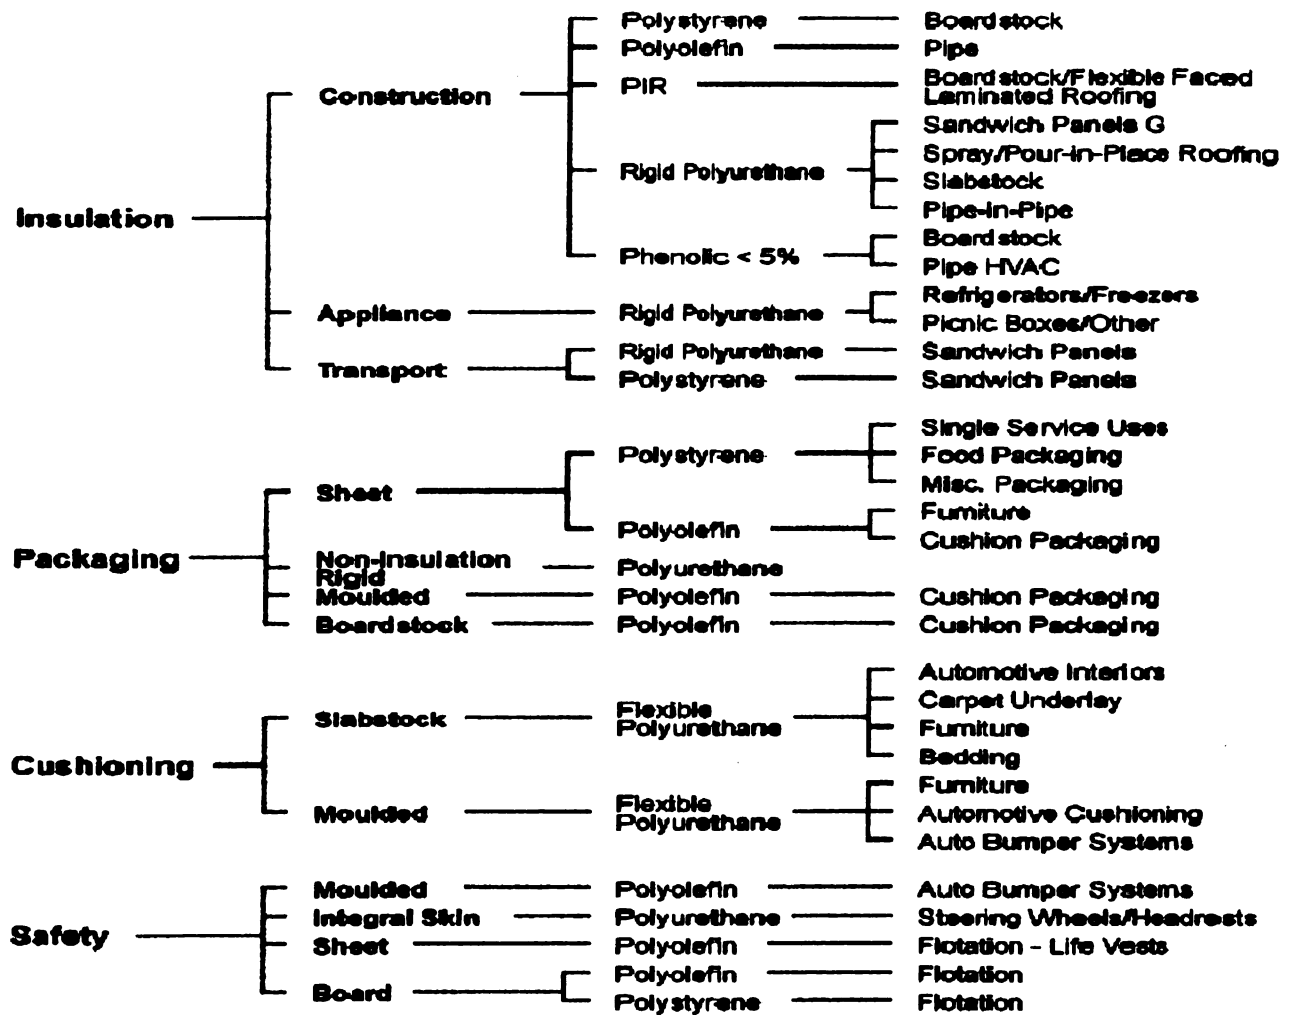 Polystyrene Boardstock
Polyolefin Pipe
PIR Boardstock/Flexible Faced
Laminated Roofing
Construction
Sandwich Panels G
Spray/Pour-in-Place Roofing
Rigid Polyurethane
Slabstock
Pipe-in-Pipe
Insulation
Boardstock
Phenolic < 5%
Pipe HVAC
Refrigerators/Freezers
Appliance Rigid Polyurethane
Picnic Boxes/Other
Rigid Polyurethane Sandwich Panels
Transport
Polystyrene Sandwich Panels
Single Service Uses
Polystyrene Food Packaging
Misc. Packaging
Sheet
Furniture
Polyolefin
Cushion Packaging
Packaging
Non-Insulation
Rigid
Polyurethane
Moulded Polyolefin Cushion Packaging
Boardstock Polyolefin Cushion Packaging
Automotive Interiors
Carpet Underlay
Slabstock Flexible
Polyurethane
Furniture
Bedding
Cushioning
Furniture
Moulded Flexible
Polyurethane
Automotive Cushioning
Auto Bumper Systems
Moulded Polyolefin Auto Bumper Systems
Integral Skin Polyurethane Steering Wheels/Headrests
Safety
Sheet Polyolefin Flotation - Life Vests
Polyolefin Flotation
Board
Polystyrene Flotation